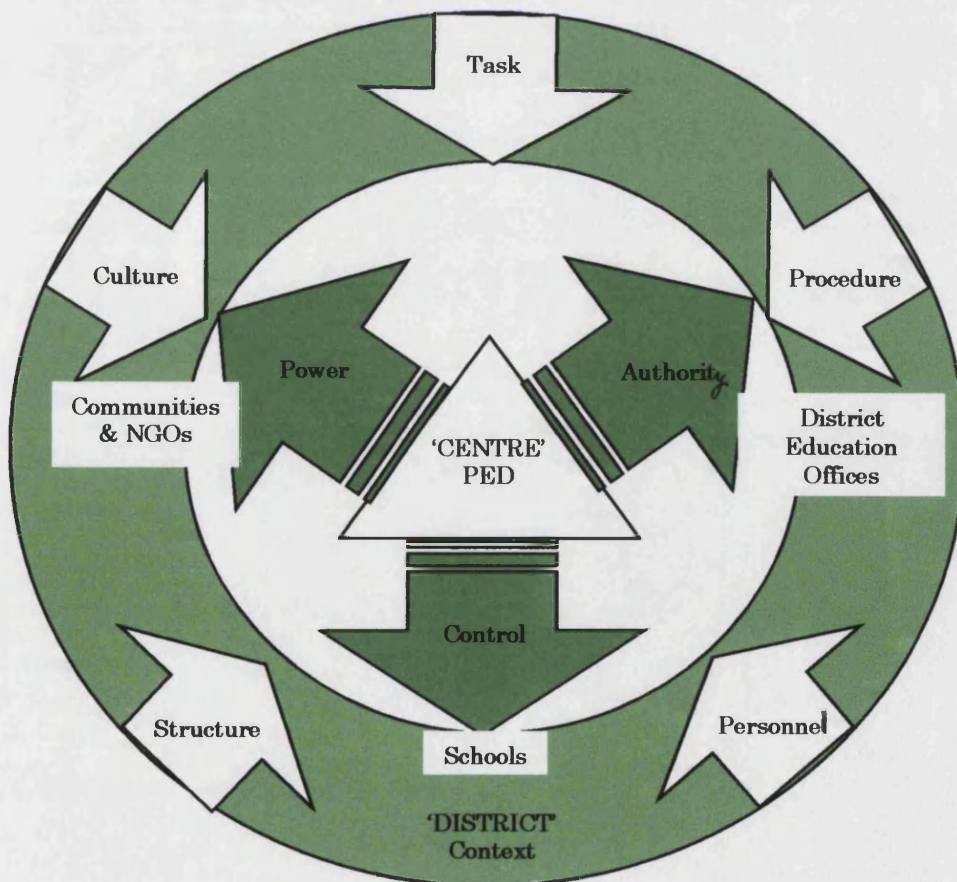 Task
Culture
Procedure
Power
Authority
Communities
& NGOs
'CENTRE'
PED
District
Education
Offices
Control
Structure
Personnel
Schools
'DISTRICT'
Context